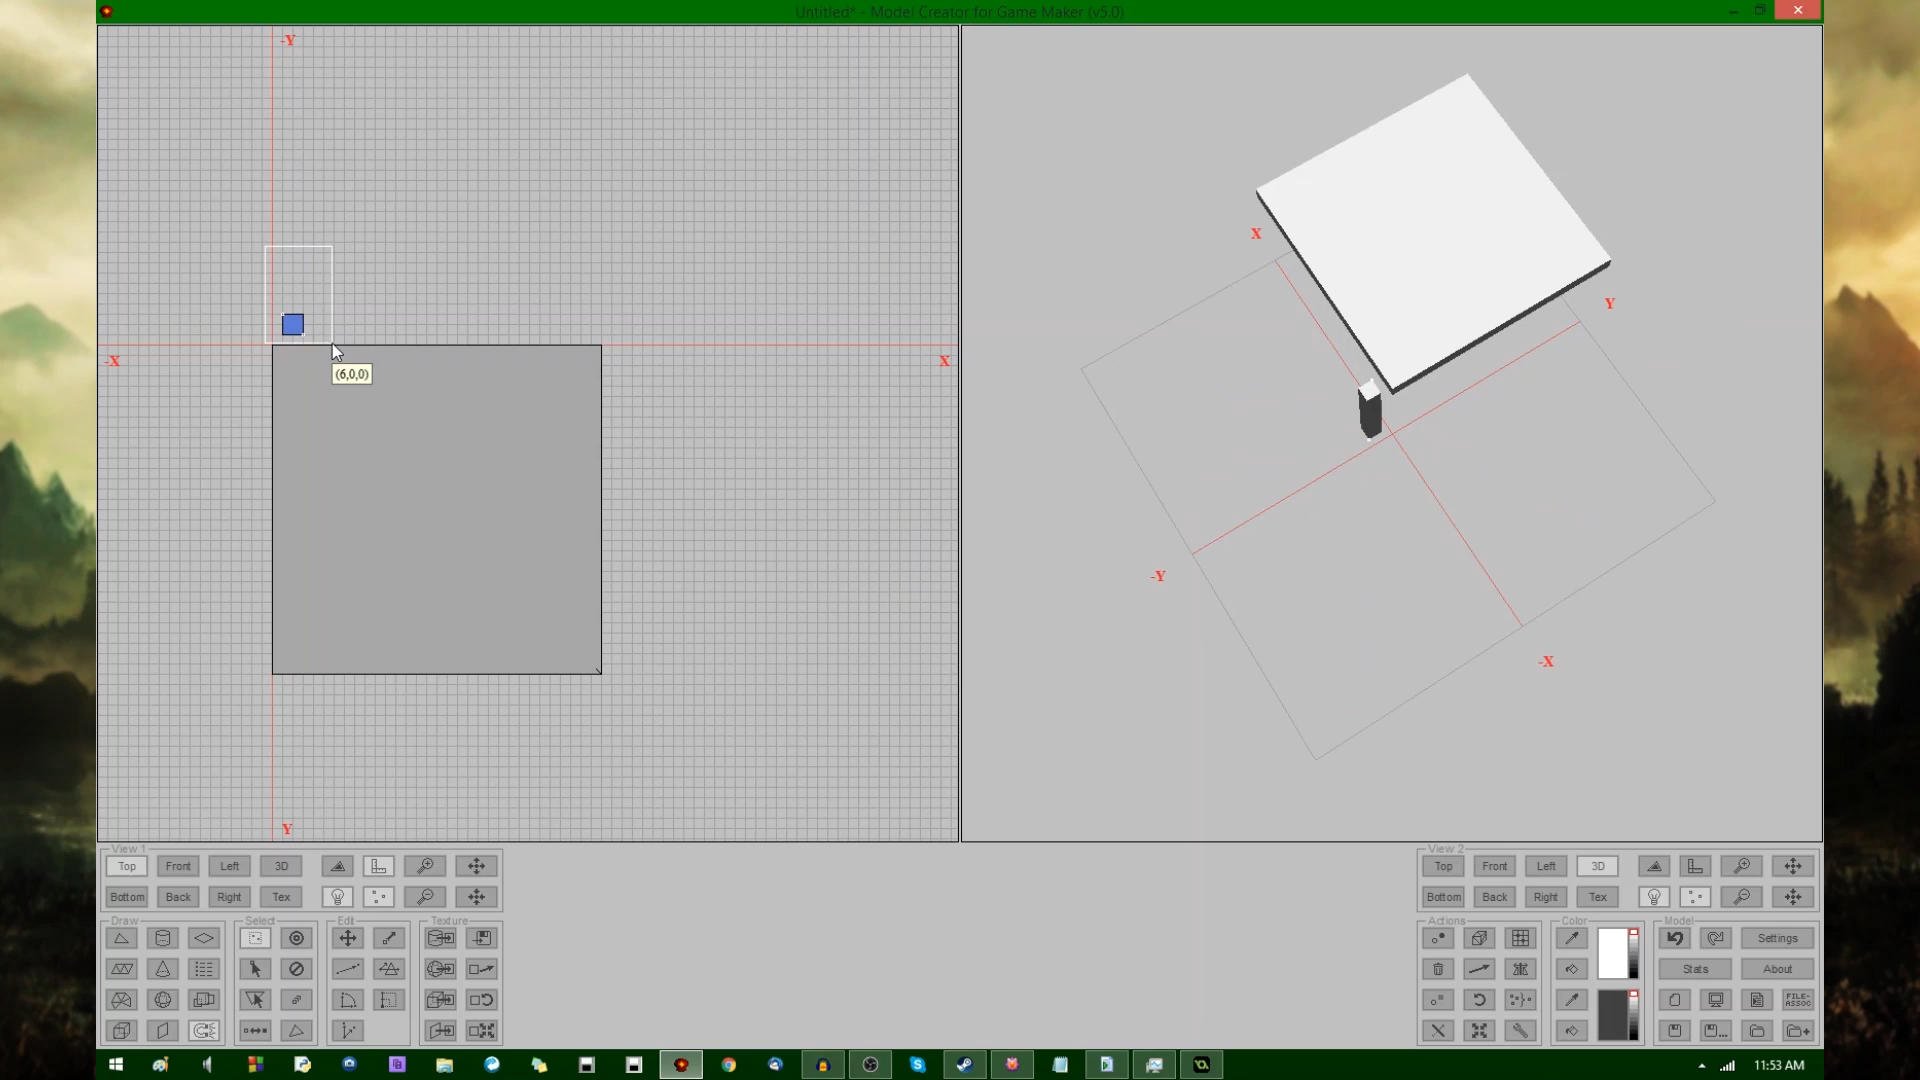 Untitled* - Model Creator for Game Maker (v5.0)
-Y
-X
X
(6,0,0)
Y
X
Y
-Y
-X
View 1
Top
Front
Left
3D
Bottom
Back
Right
Tex
Draw
Select
Edit
Texture
View 2
Top
Front
Left
3D
Bottom
Back
Right
Tex
Actions
Color
Model
Settings
Stats
About
FILE-
ASSOC
11:53 AM